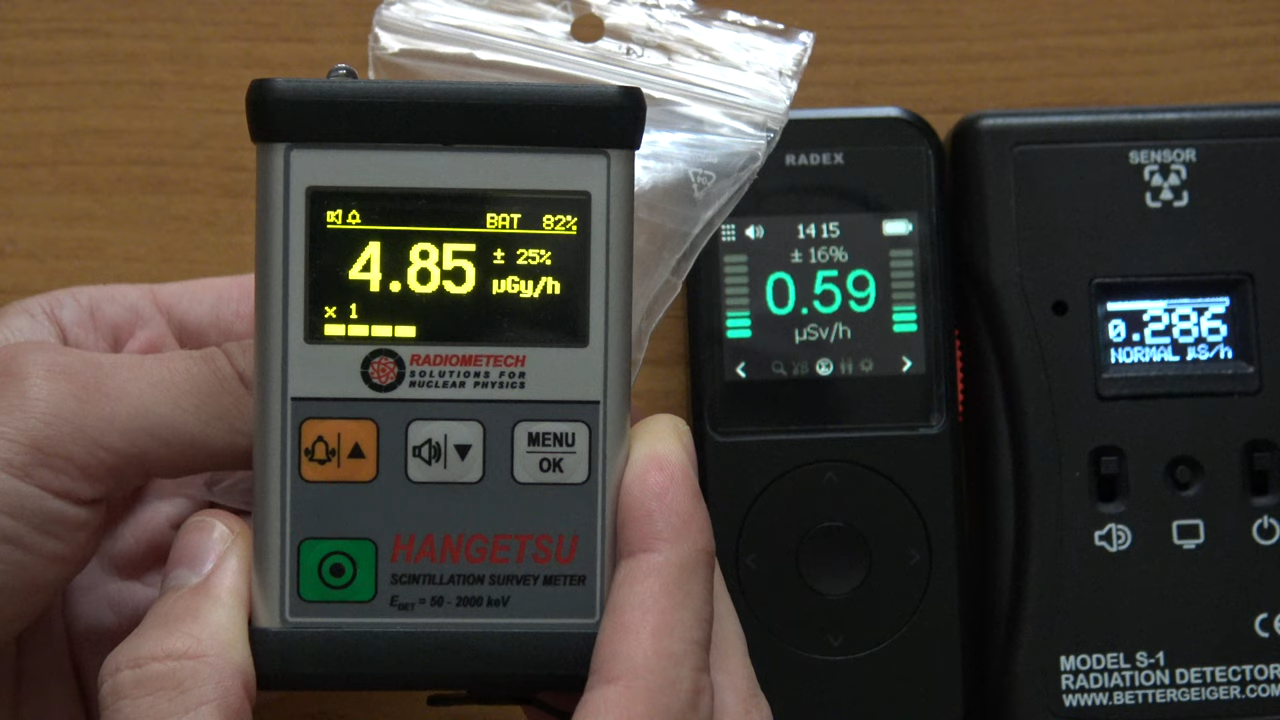 BAT 82%
4.85
± 25%
µGy/h
x 1
RADIOMETECH
SOLUTIONS FOR
NUCLEAR PHYSICS
MENU
OK
HANGETSU
SCINTILLATION SURVEY METER
EDET = 50 - 2000 keV
RADEX
14 15
± 16%
0.59
µSv/h
SENSOR
0.286
NORMAL µS/h
CE
MODEL S-1
RADIATION DETECTOR
WWW.BETTERGEIGER.COM